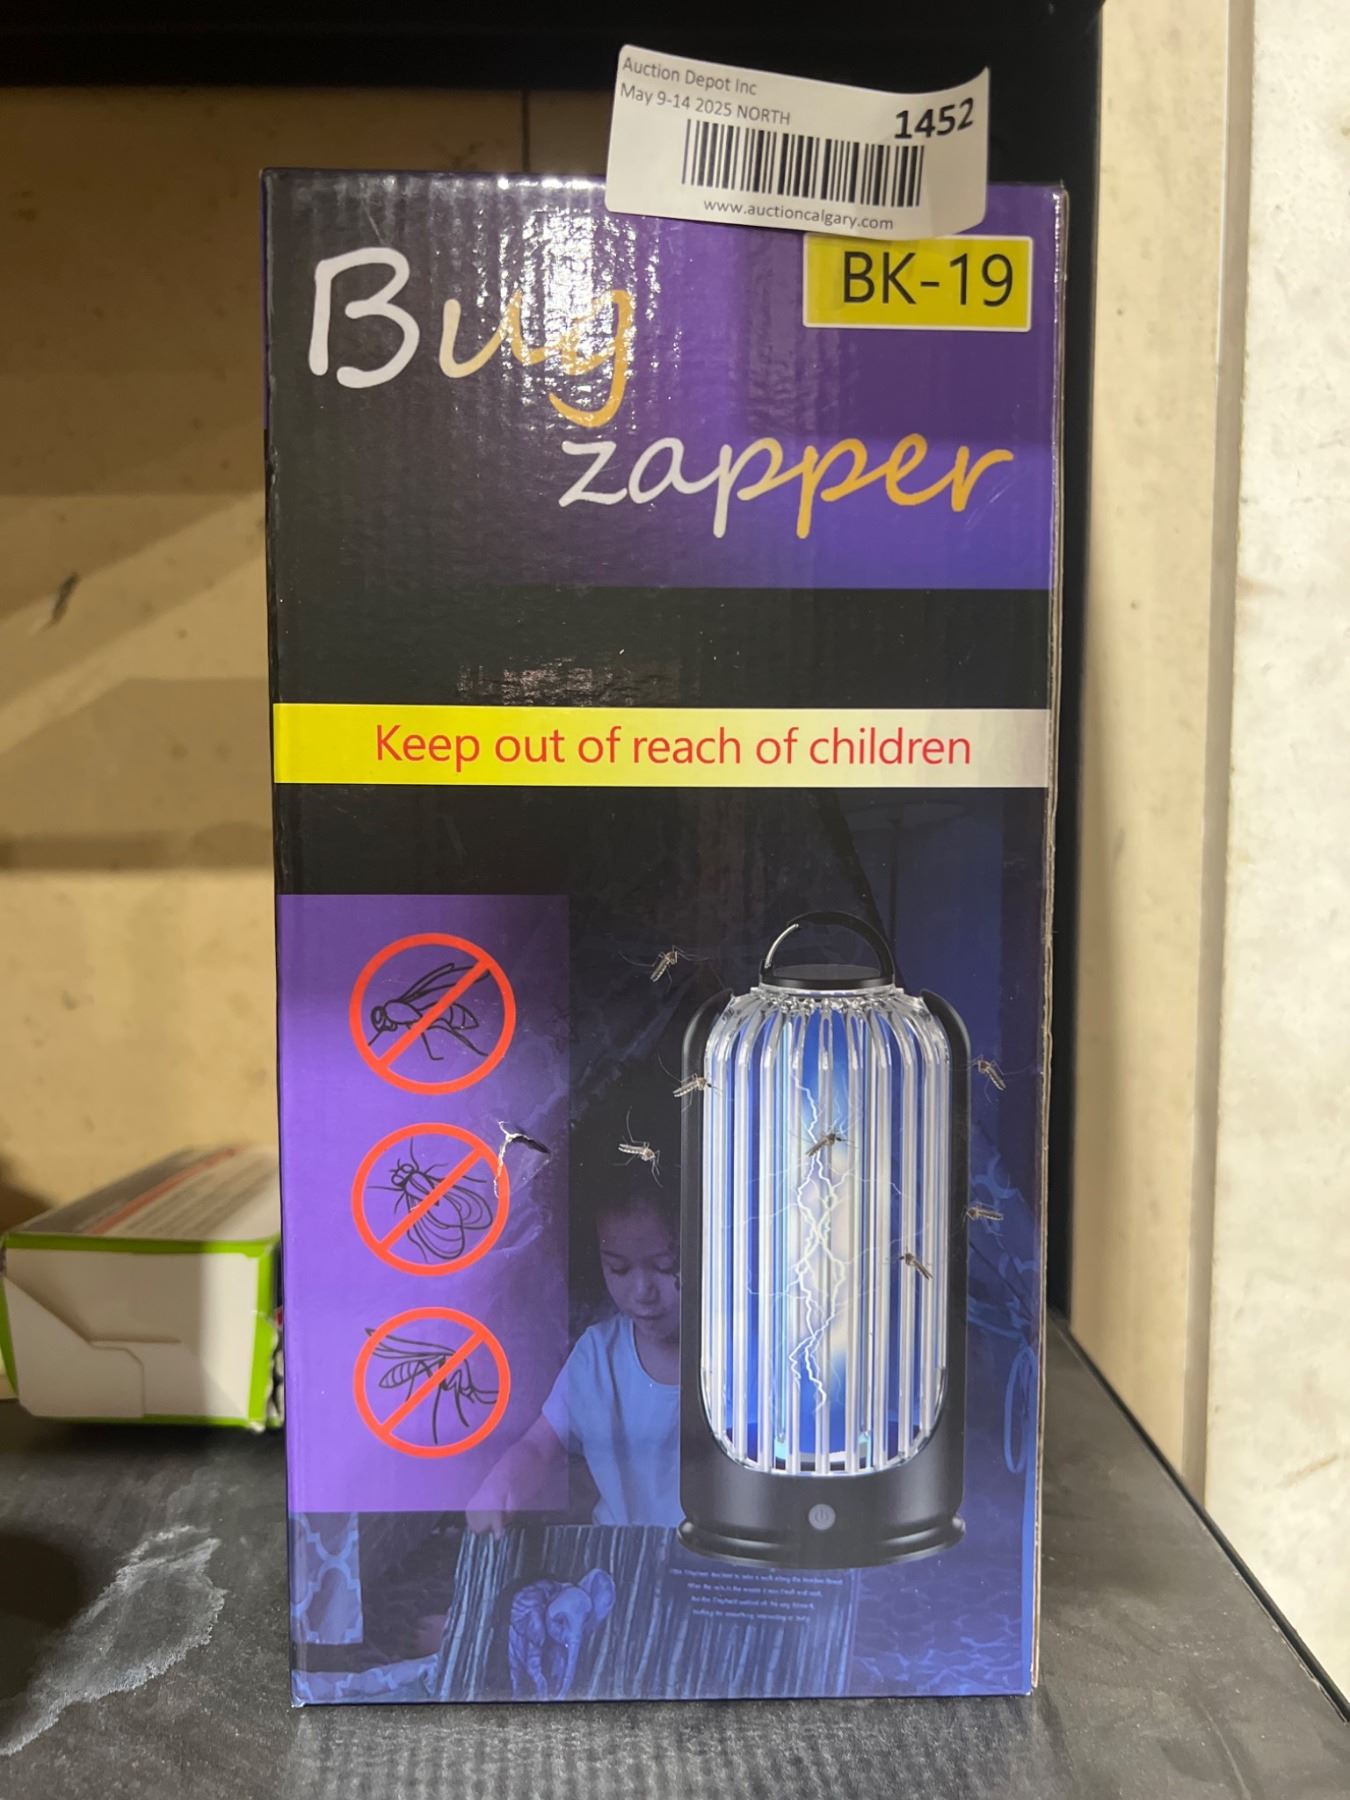 Auction Depot Inc
May 9-14 2025 NORTH
1452
www.auctioncalgary.com
BK-19
Bug
zapper
Keep out of reach of children